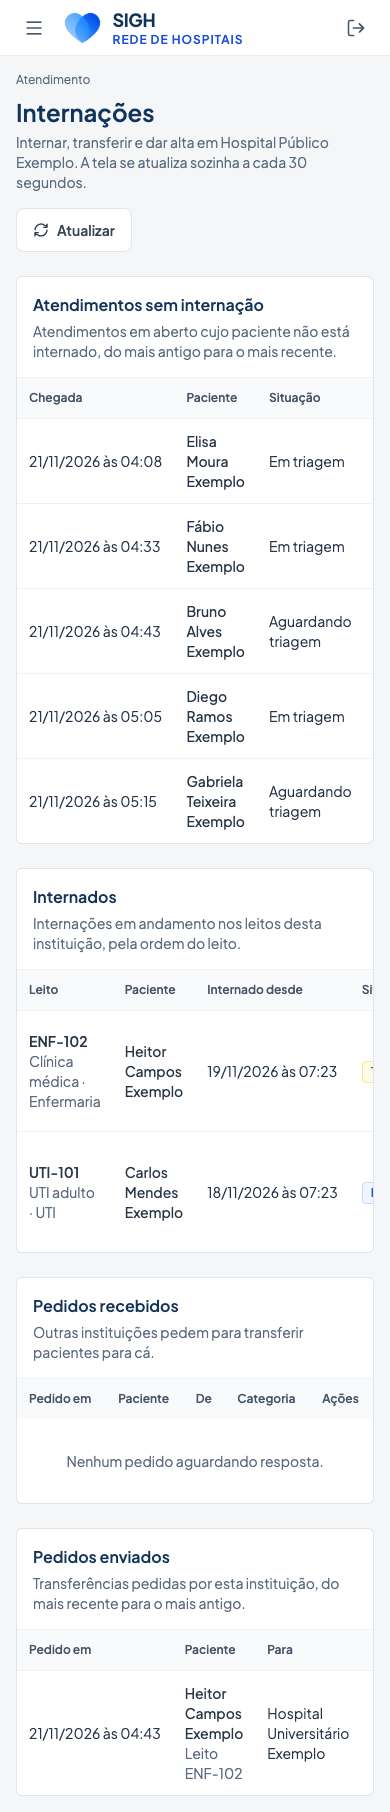 SIGH
REDE DE HOSPITAIS
Atendimento
Internações
Internar, transferir e dar alta em Hospital Público
Exemplo. A tela se atualiza sozinha a cada 30
segundos.
Atualizar
Atendimentos sem internação
Atendimentos em aberto cujo paciente não está
internado, do mais antigo para o mais recente.
Chegada Paciente Situação
21/11/2026 às 04:08 Elisa Moura Exemplo Em triagem
21/11/2026 às 04:33 Fábio Nunes Exemplo Em triagem
21/11/2026 às 04:43 Bruno Alves Exemplo Aguardando triagem
21/11/2026 às 05:05 Diego Ramos Exemplo Em triagem
21/11/2026 às 05:15 Gabriela Teixeira Exemplo Aguardando triagem
Internados
Internações em andamento nos leitos desta
instituição, pela ordem do leito.
Leito Paciente Internado desde
ENF-102 Clínica médica · Enfermaria Heitor Campos Exemplo 19/11/2026 às 07:23
UTI-101 UTI adulto · UTI Carlos Mendes Exemplo 18/11/2026 às 07:23
Pedidos recebidos
Outras instituições pedem para transferir
pacientes para cá.
Pedido em Paciente De Categoria Ações
Nenhum pedido aguardando resposta.
Pedidos enviados
Transferências pedidas por esta instituição, do
mais recente para o mais antigo.
Pedido em Paciente Para
21/11/2026 às 04:43 Heitor Campos Exemplo Leito ENF-102 Hospital Universitário Exemplo